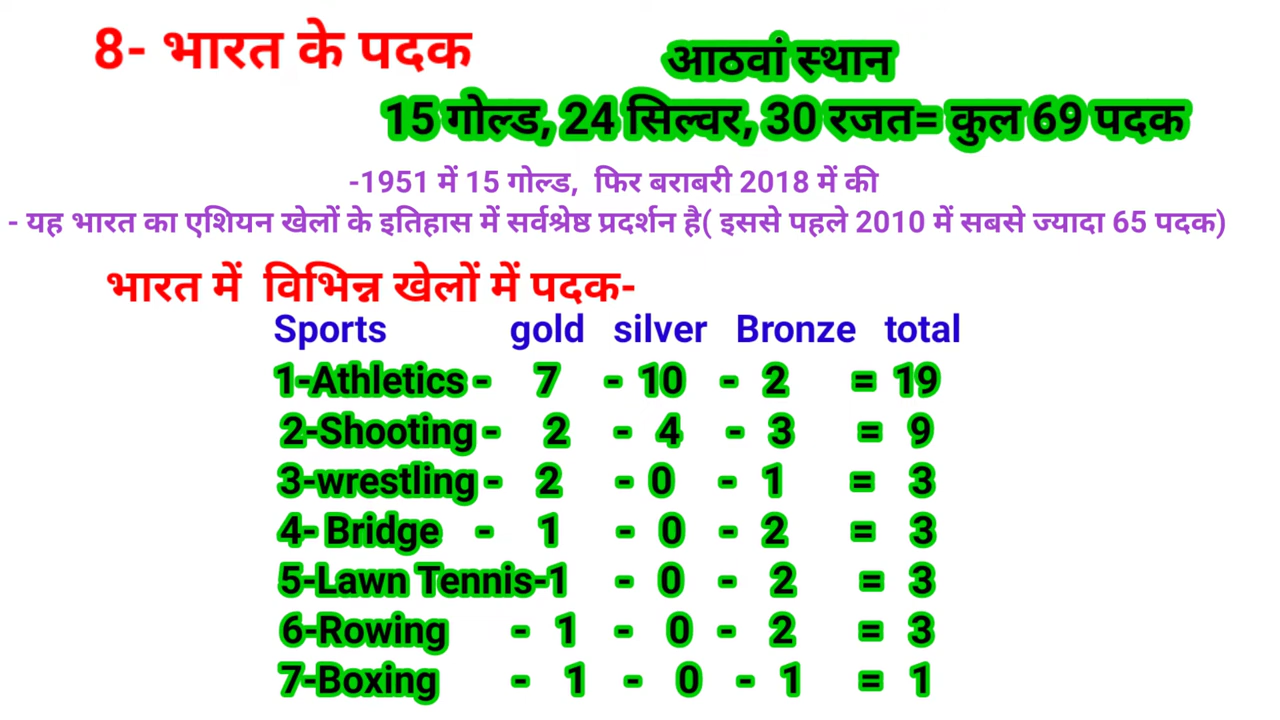 8- भारत के पदक
आठवां स्थान
15 गोल्ड, 24 सिल्वर, 30 रजत= कुल 69 पदक
-1951 में 15 गोल्ड, फिर बराबरी 2018 में की
- यह भारत का एशियन खेलों के इतिहास में सर्वश्रेष्ठ प्रदर्शन है( इससे पहले 2010 में सबसे ज्यादा 65 पदक)
भारत में विभिन्न खेलों में पदक-
Sports gold silver Bronze total
1-Athletics - 7 - 10 - 2 = 19
2-Shooting - 2 - 4 - 3 = 9
3-wrestling - 2 - 0 - 1 = 3
4- Bridge - 1 - 0 - 2 = 3
5-Lawn Tennis-1 - 0 - 2 = 3
6-Rowing - 1 - 0 - 2 = 3
7-Boxing - 1 - 0 - 1 = 1